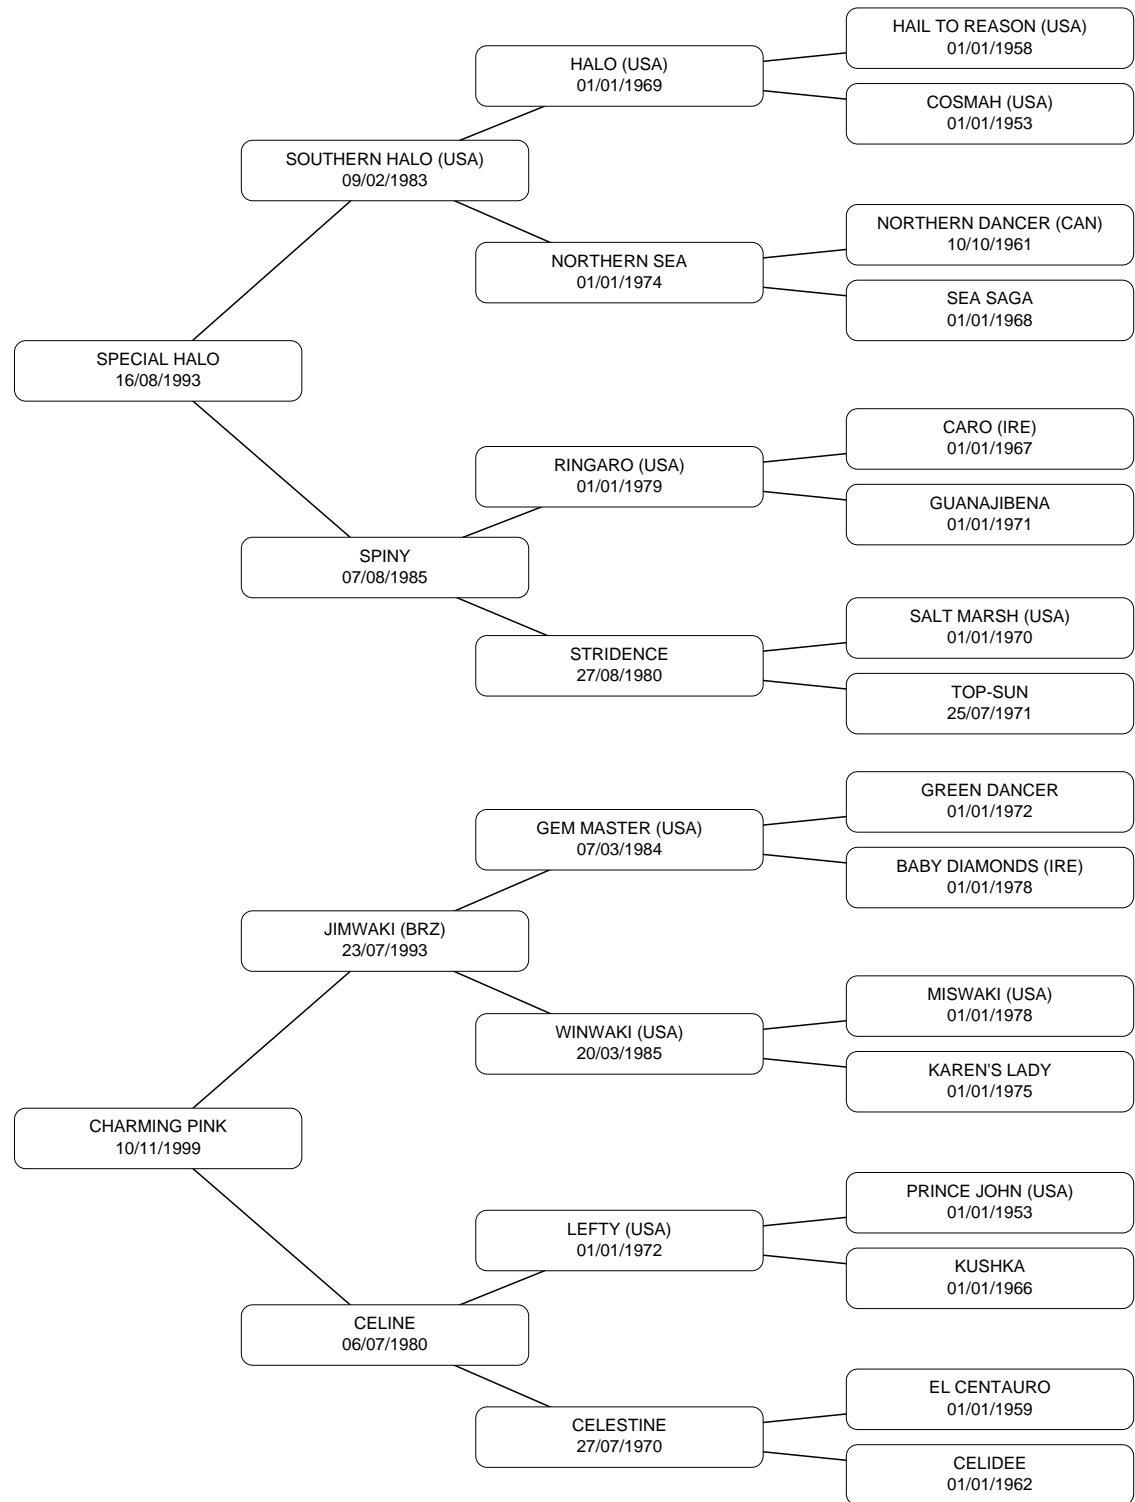 HAIL TO REASON (USA)
01/01/1958
HALO (USA)
01/01/1969
COSMAH (USA)
01/01/1953
SOUTHERN HALO (USA)
09/02/1983
NORTHERN DANCER (CAN)
10/10/1961
NORTHERN SEA
01/01/1974
SEA SAGA
01/01/1968
SPECIAL HALO
16/08/1993
CARO (IRE)
01/01/1967
RINGARO (USA)
01/01/1979
GUANAJIBENA
01/01/1971
SPINY
07/08/1985
SALT MARSH (USA)
01/01/1970
STRIDENCE
27/08/1980
TOP-SUN
25/07/1971
GREEN DANCER
01/01/1972
GEM MASTER (USA)
07/03/1984
BABY DIAMONDS (IRE)
01/01/1978
JIMWAKI (BRZ)
23/07/1993
MISWAKI (USA)
01/01/1978
WINWAKI (USA)
20/03/1985
KAREN'S LADY
01/01/1975
CHARMING PINK
10/11/1999
PRINCE JOHN (USA)
01/01/1953
LEFTY (USA)
01/01/1972
KUSHKA
01/01/1966
CELINE
06/07/1980
EL CENTAURO
01/01/1959
CELESTINE
27/07/1970
CELIDEE
01/01/1962